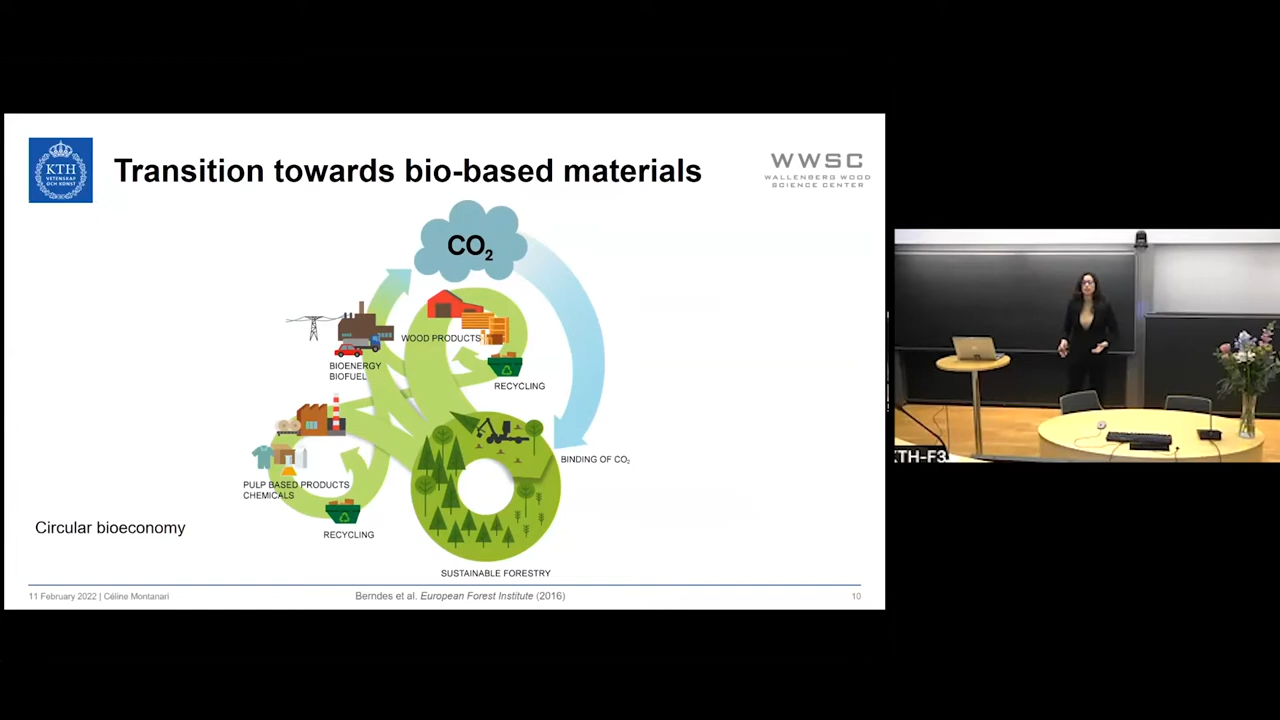 KTH
VETENSKAP
OCH KONST
Transition towards bio-based materials
WWSC
WALLENBERG WOOD
SCIENCE CENTER
CO₂
WOOD PRODUCTS
BIOENERGY
BIOFUEL
RECYCLING
BINDING OF CO₂
PULP BASED PRODUCTS
CHEMICALS
RECYCLING
Circular bioeconomy
SUSTAINABLE FORESTRY
11 February 2022 | Céline Montanari
Berndes et al. European Forest Institute (2016)
10
KTH-F3